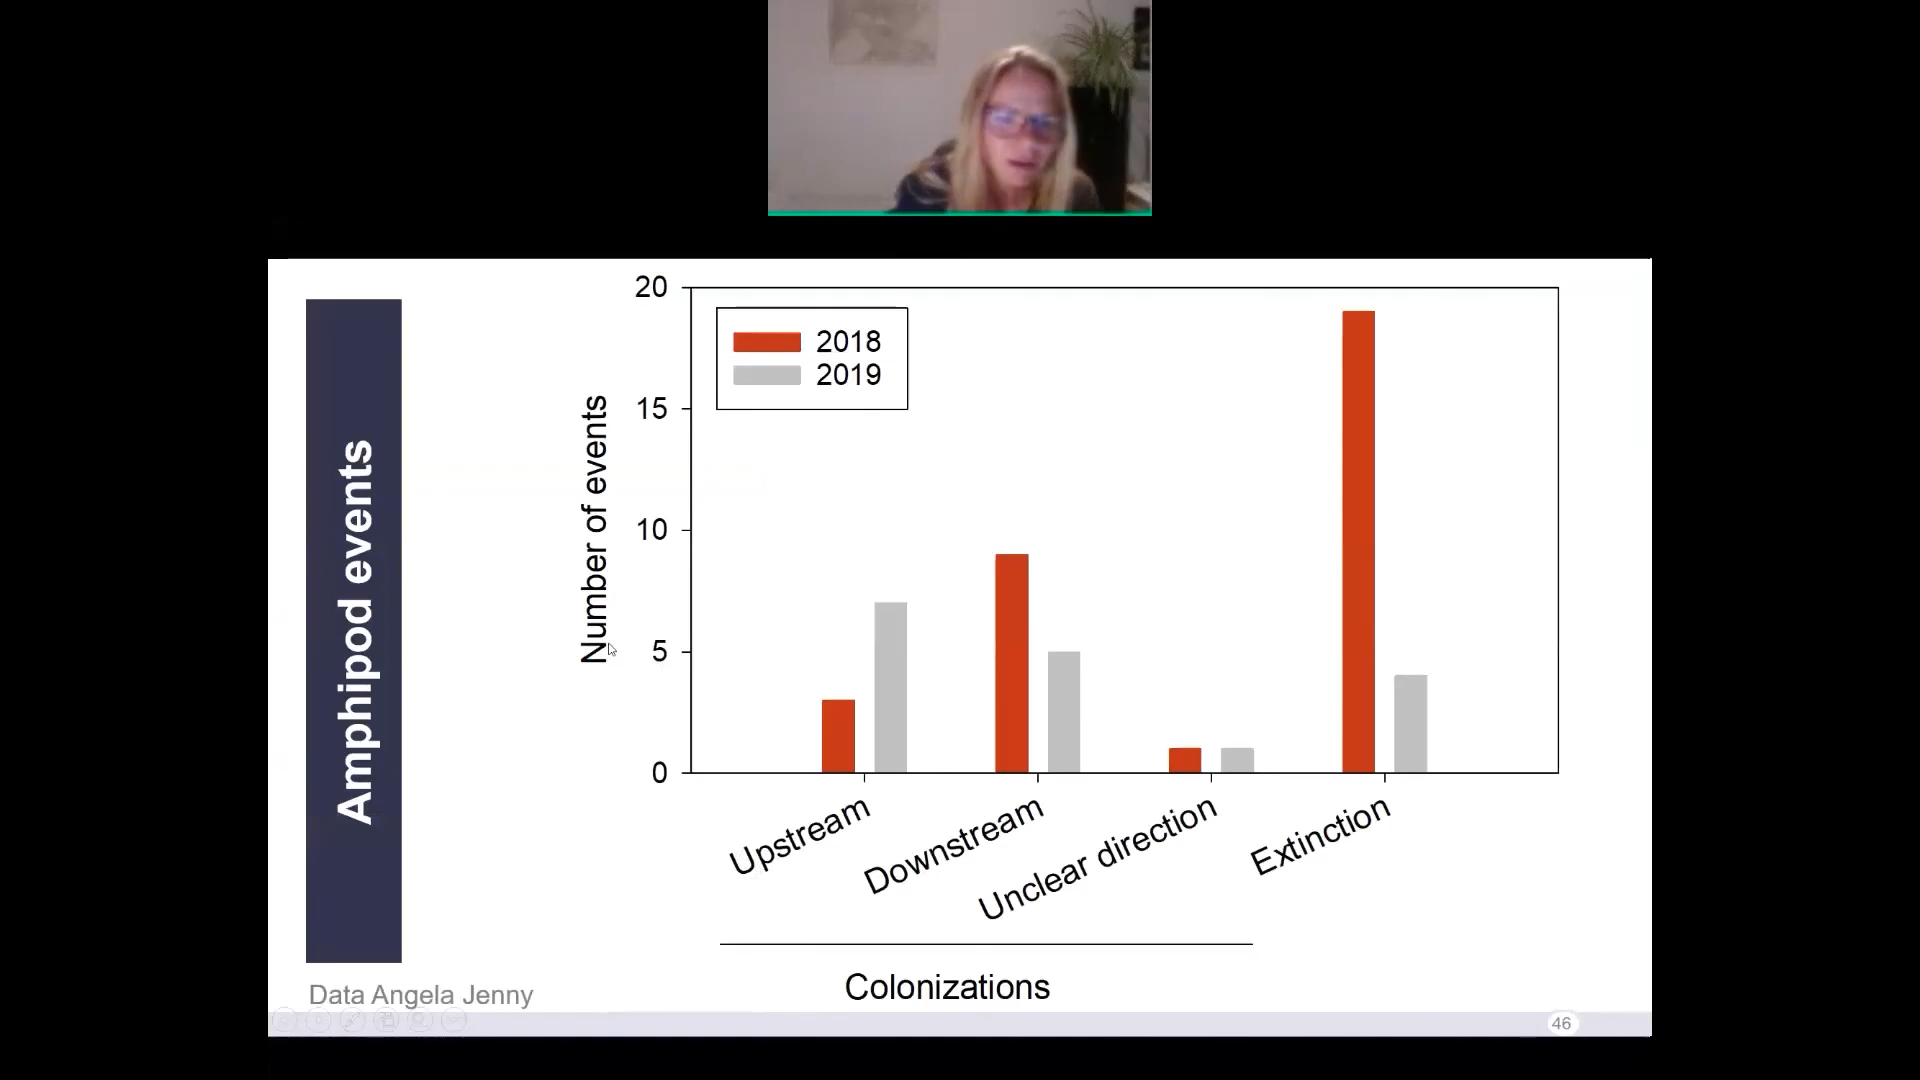 Amphipod events
Number of events
20
15
10
5
0
2018
2019
Upstream
Downstream
Unclear direction
Extinction
Colonizations
Data Angela Jenny
46